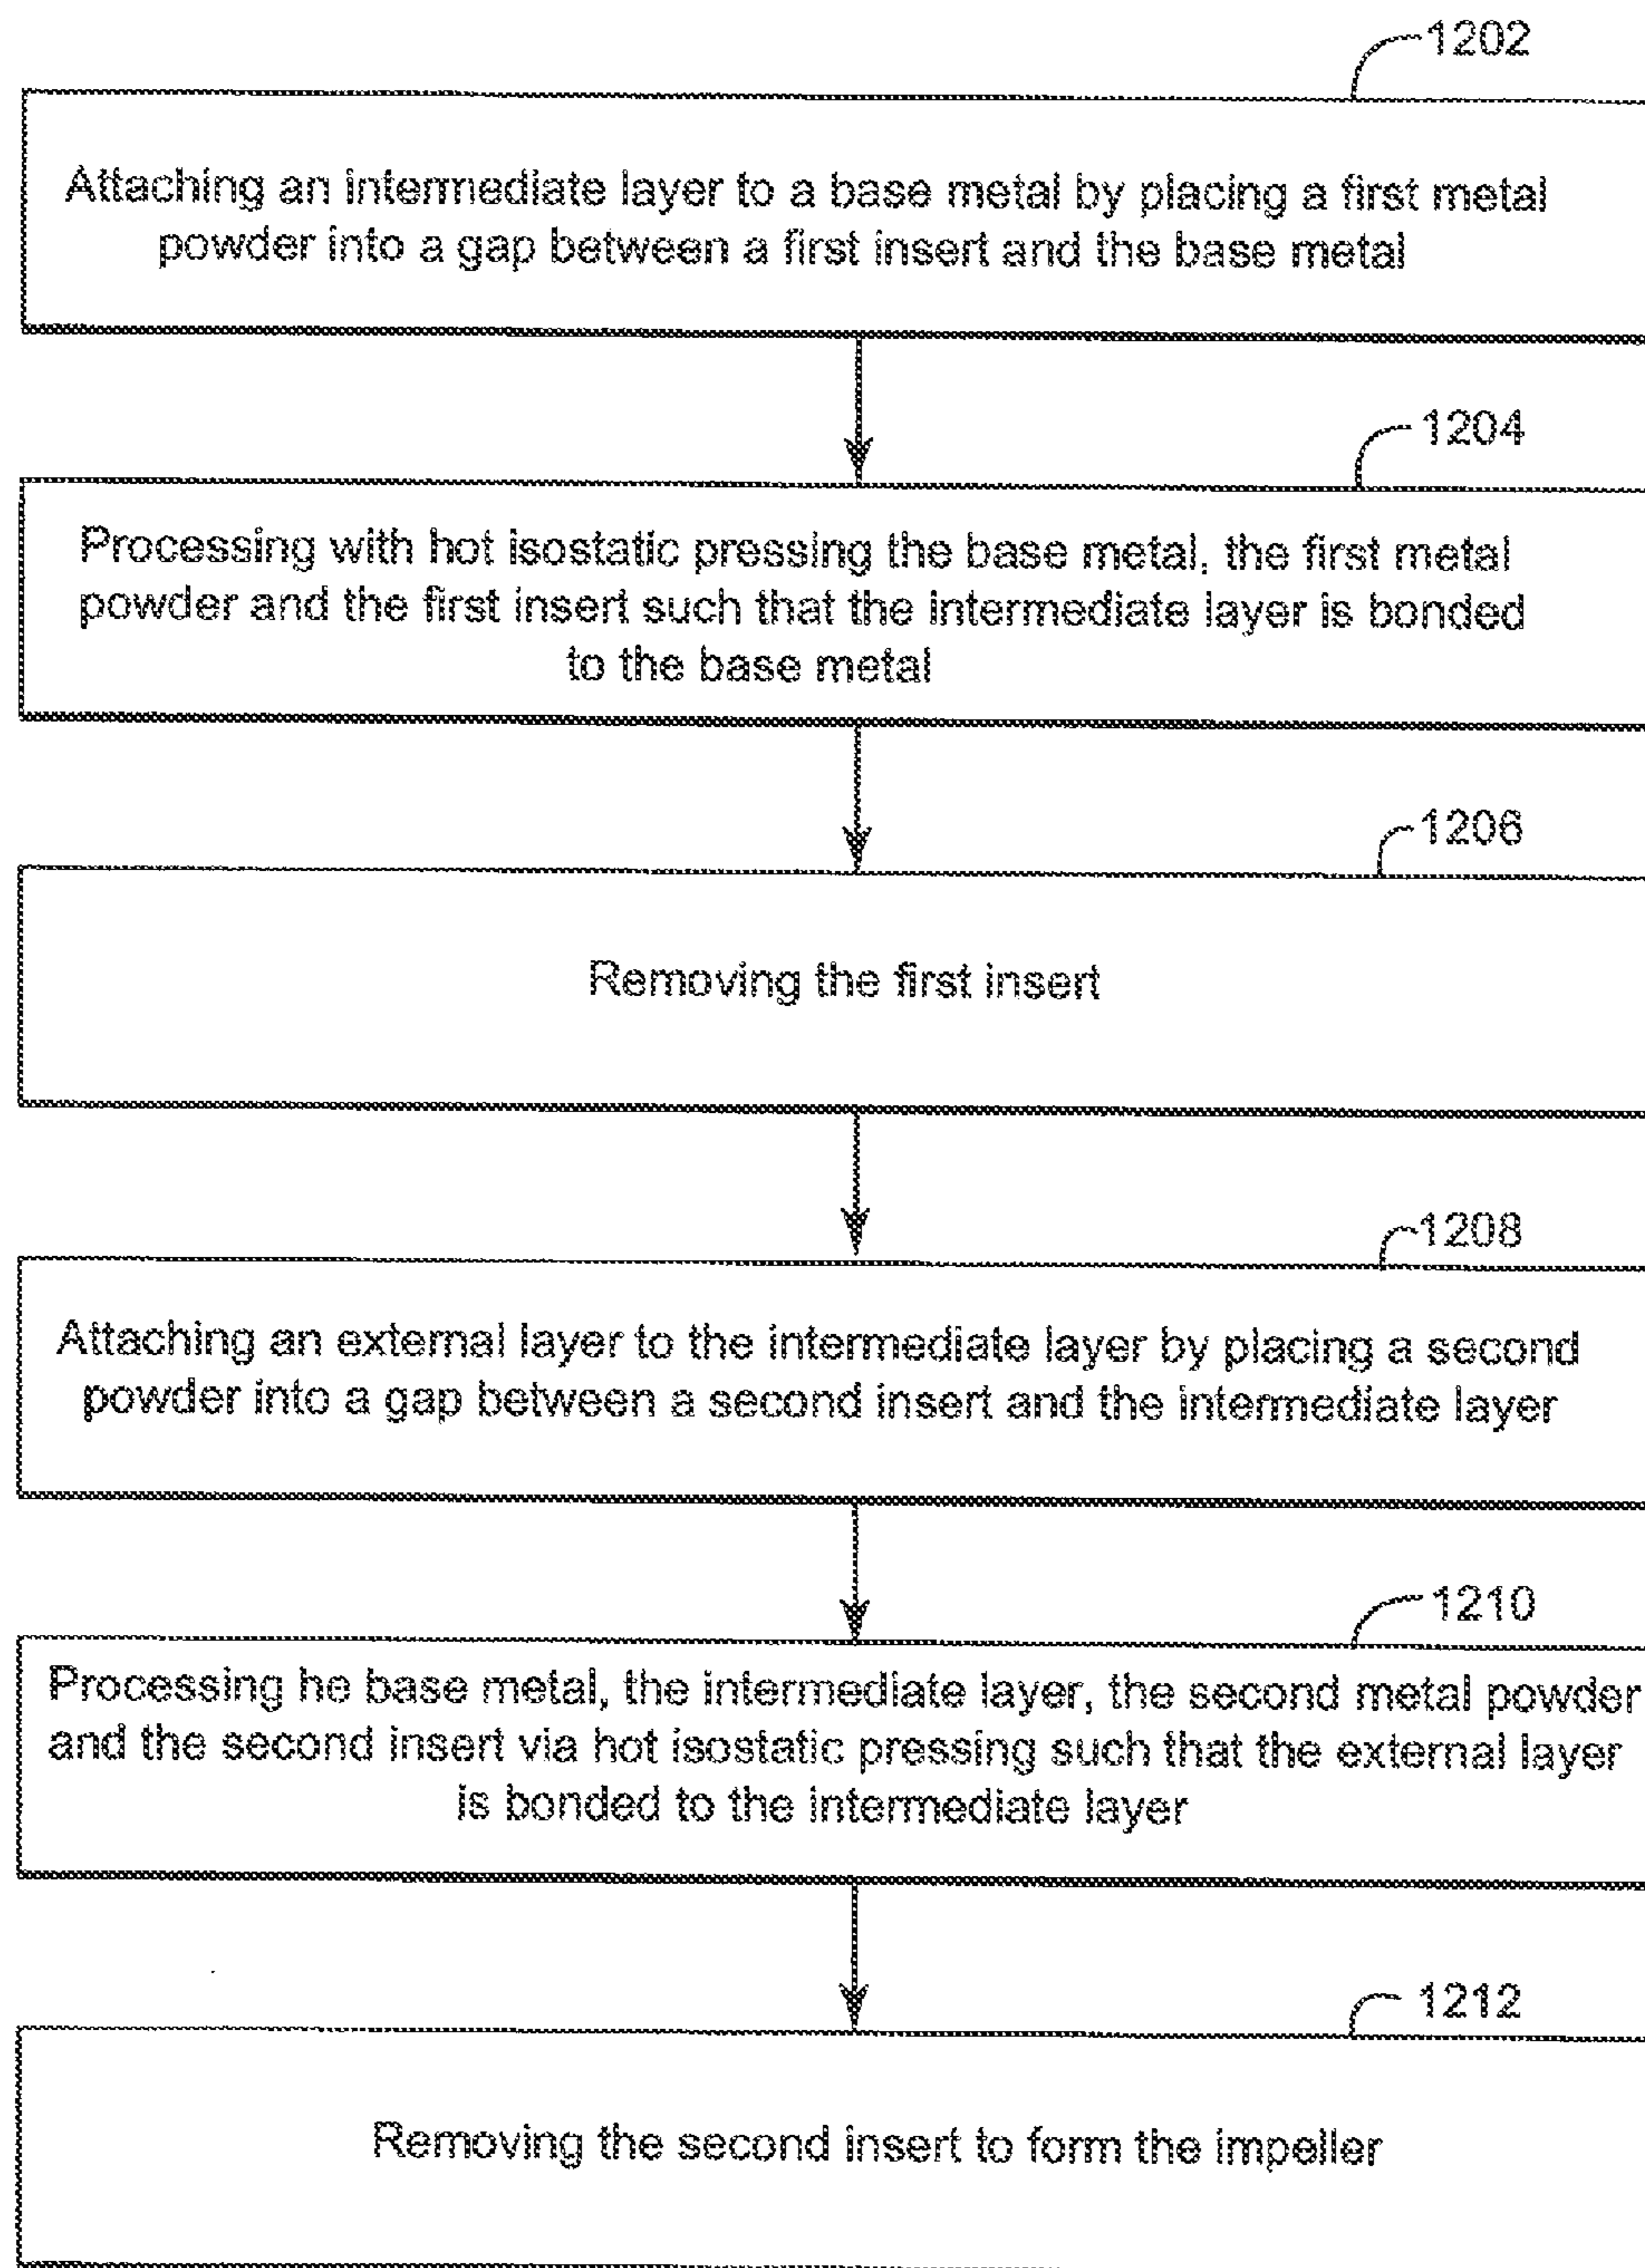 1202
Attaching an intermediate layer to a base metal by placing a first metal
powder into a gap between a first insert and the base metal
1204
Processing with hot isostatic pressing the base metal, the first metal
powder and the first insert such that the intermediate layer is bonded
to the base metal
1206
Removing the first insert
1208
Attaching an external layer to the intermediate layer by placing a second
powder into a gap between a second insert and the intermediate layer
1210
Processing he base metal, the intermediate layer, the second metal powder
and the second insert via hot isostatic pressing such that the external layer
is bonded to the intermediate layer
1212
Removing the second insert to form the impeller